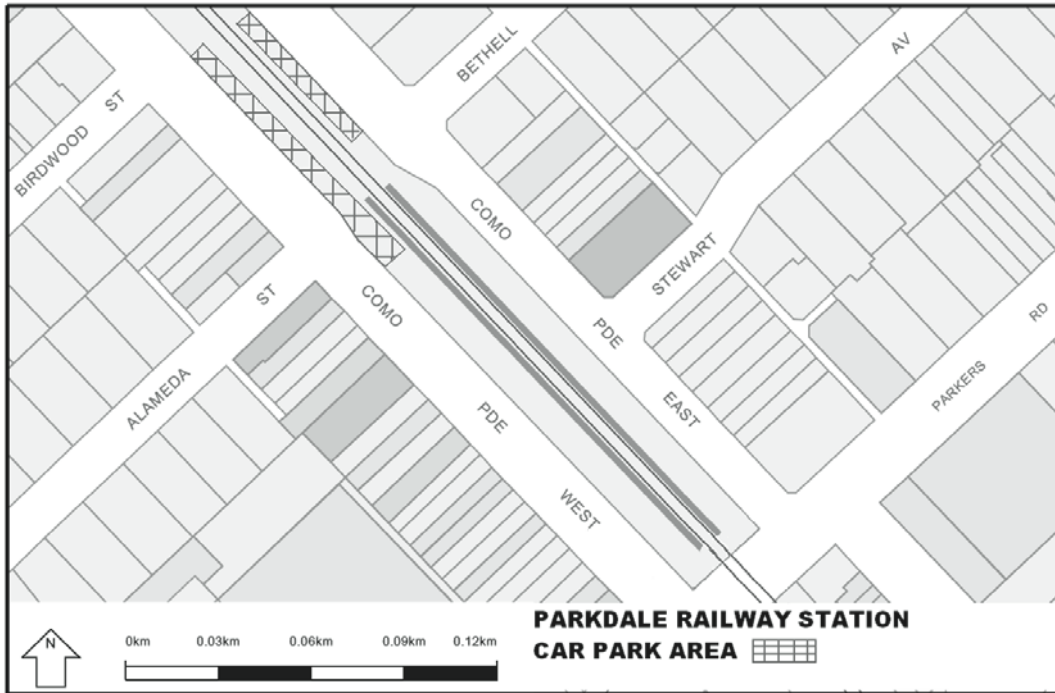 BETHELL
AV
BIRDWOOD ST
COMO PDE EAST
STEWART
COMO PDE WEST
ALAMEDA ST
PARKERS RD
N
0km 0.03km 0.06km 0.09km 0.12km
PARKDALE RAILWAY STATION
CAR PARK AREA